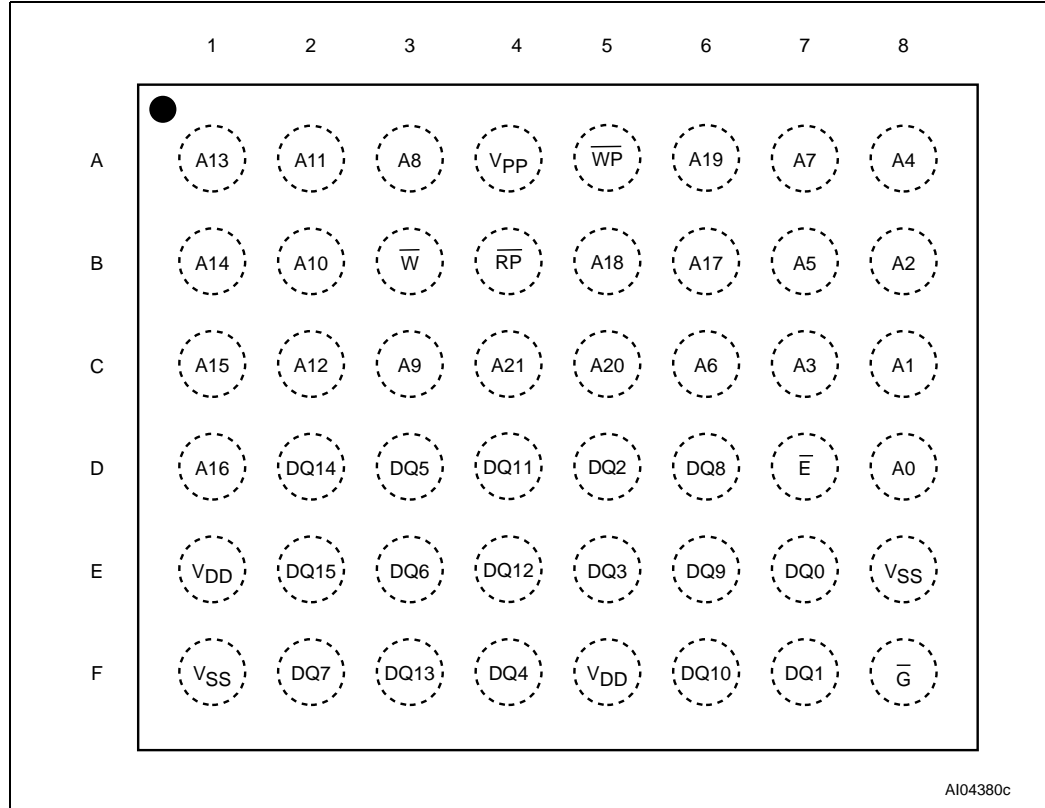 1 2 3 4 5 6 7 8
A A13 A11 A8 VPP W̅P̅ A19 A7 A4
B A14 A10 W̅ R̅P̅ A18 A17 A5 A2
C A15 A12 A9 A21 A20 A6 A3 A1
D A16 DQ14 DQ5 DQ11 DQ2 DQ8 E̅ A0
E VDD DQ15 DQ6 DQ12 DQ3 DQ9 DQ0 VSS
F VSS DQ7 DQ13 DQ4 VDD DQ10 DQ1 G̅
AI04380c